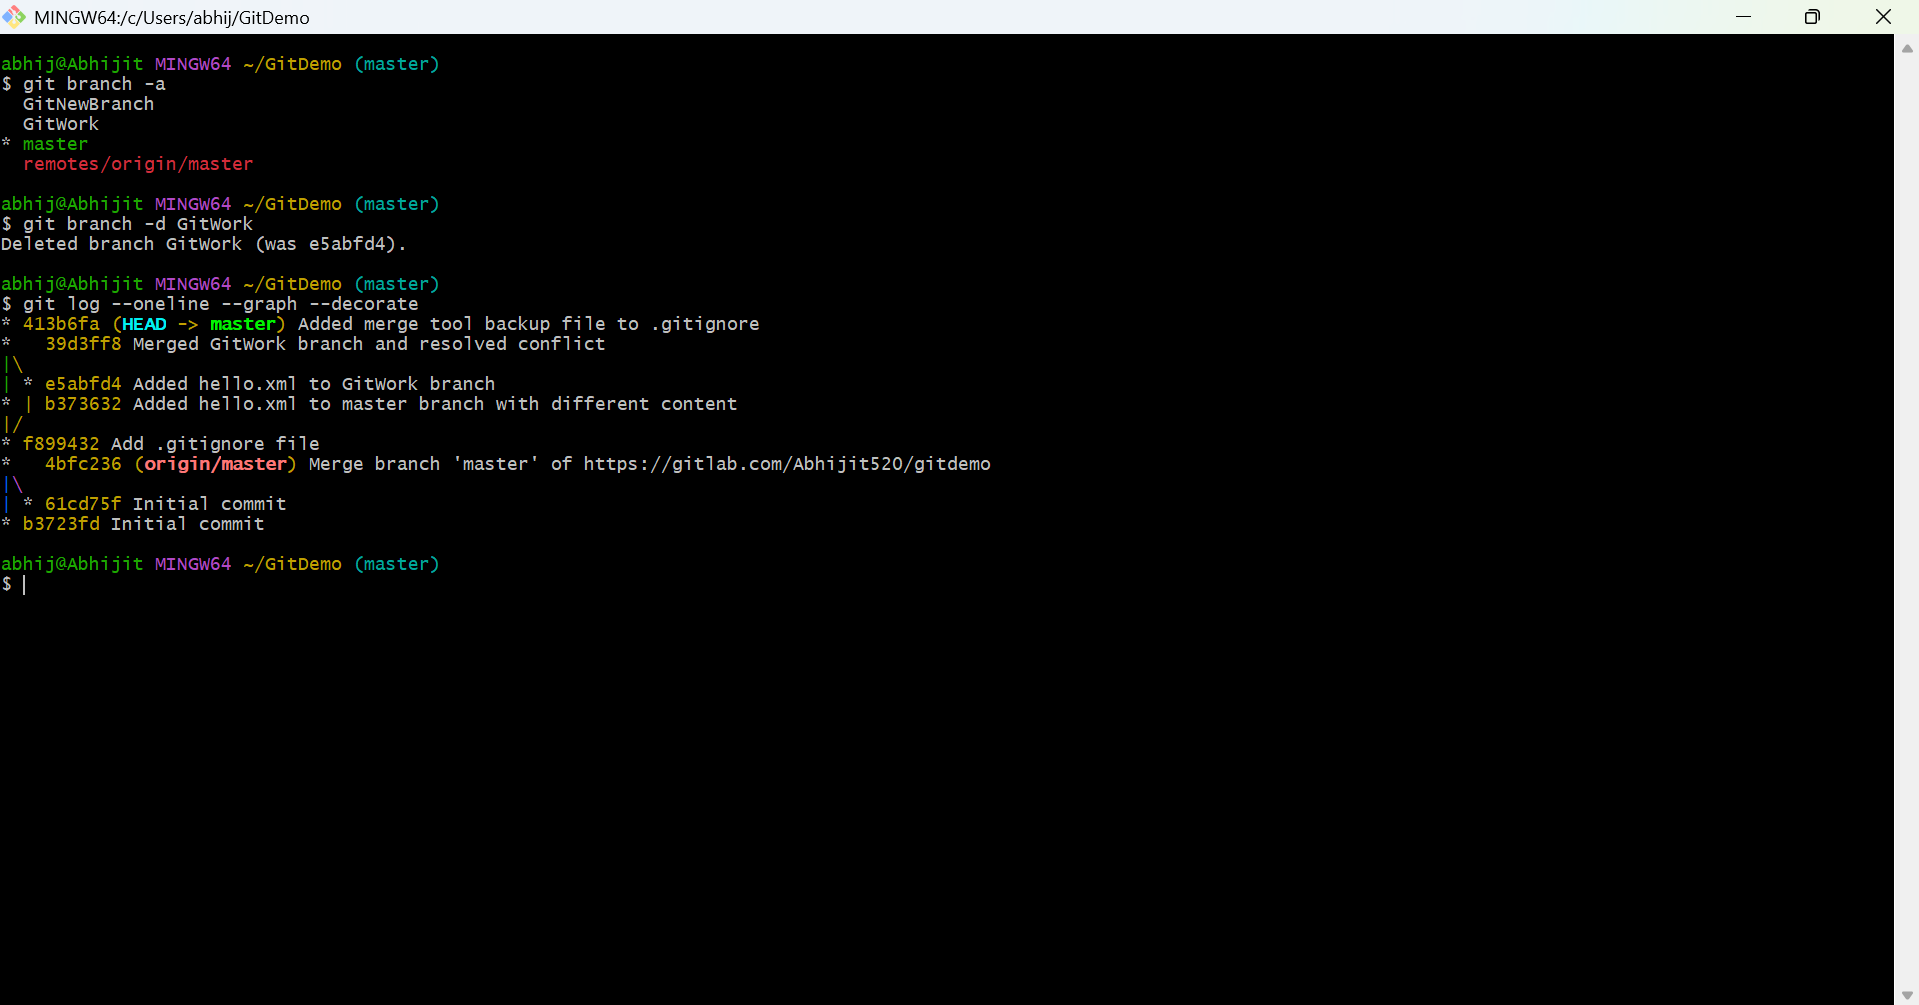 MINGW64:/c/Users/abhij/GitDemo
abhij@Abhijit MINGW64 ~/GitDemo (master)
$ git branch -a
  GitNewBranch
  GitWork
* master
  remotes/origin/master
abhij@Abhijit MINGW64 ~/GitDemo (master)
$ git branch -d GitWork
Deleted branch GitWork (was e5abfd4).
abhij@Abhijit MINGW64 ~/GitDemo (master)
$ git log --oneline --graph --decorate
* 413b6fa (HEAD -> master) Added merge tool backup file to .gitignore
*   39d3ff8 Merged GitWork branch and resolved conflict
|\
| * e5abfd4 Added hello.xml to GitWork branch
* | b373632 Added hello.xml to master branch with different content
|/
* f899432 Add .gitignore file
*   4bfc236 (origin/master) Merge branch 'master' of https://gitlab.com/Abhijit520/gitdemo
|\
| * 61cd75f Initial commit
* b3723fd Initial commit
abhij@Abhijit MINGW64 ~/GitDemo (master)
$